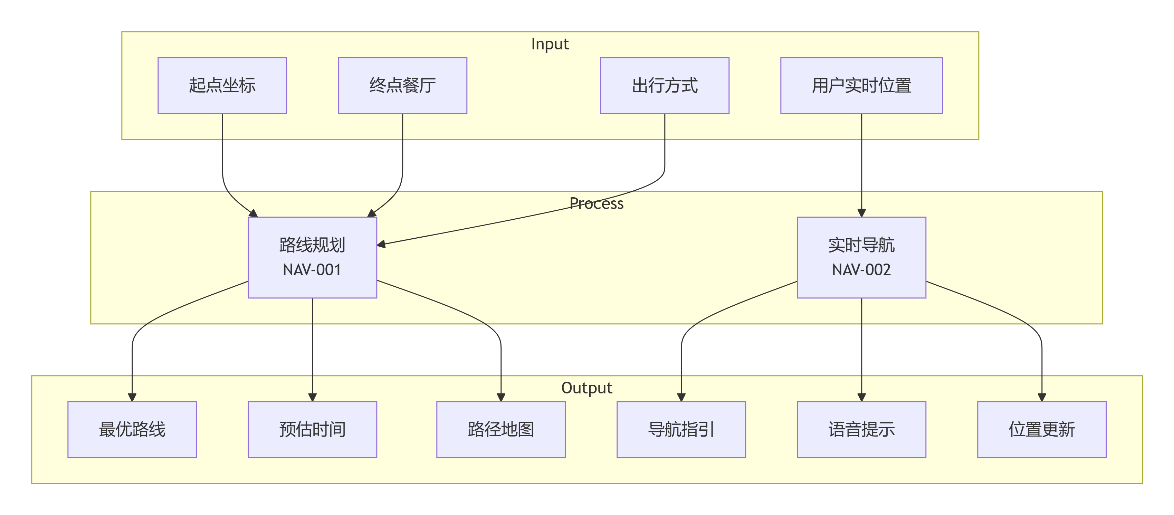 Input
起点坐标
终点餐厅
出行方式
用户实时位置
Process
路线规划
NAV-001
实时导航
NAV-002
Output
最优路线
预估时间
路径地图
导航指引
语音提示
位置更新